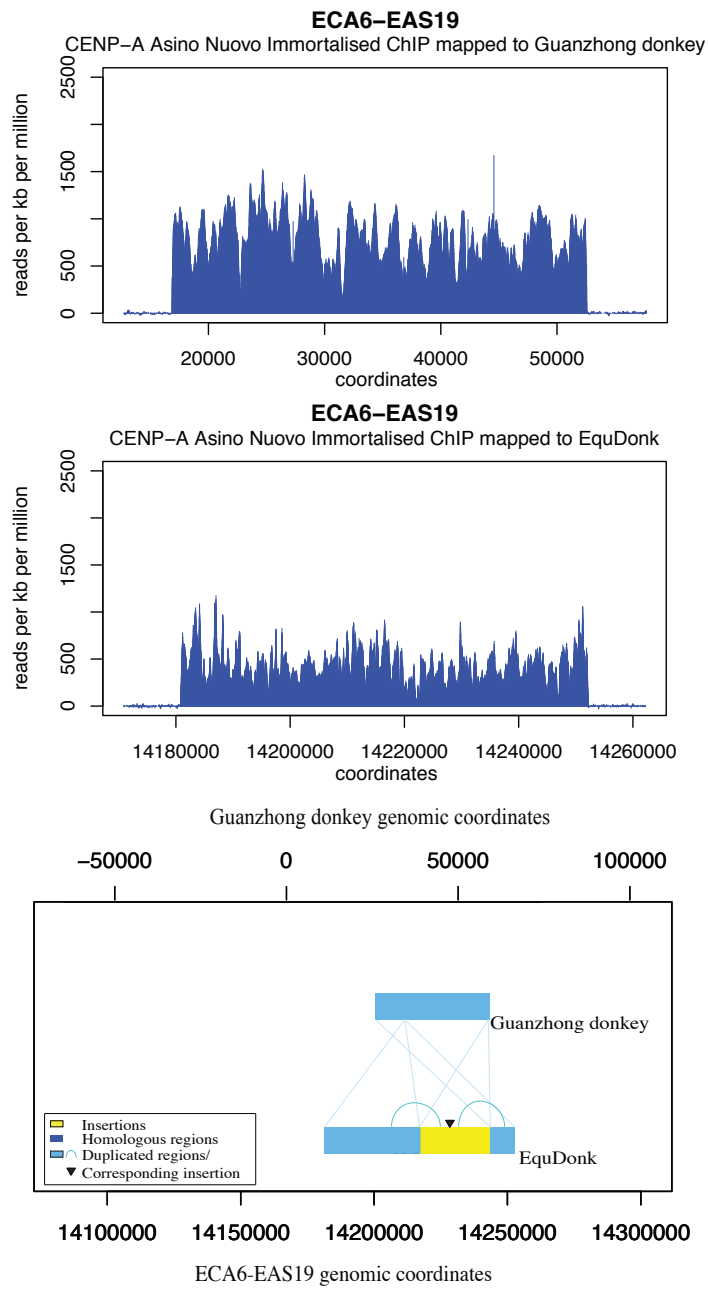 ECA6−EAS19
CENP−A Asino Nuovo Immortalised ChIP mapped to Guanzhong donkey
reads per kb per million
2500
1500
500
0
20000 30000 40000 50000
coordinates
ECA6−EAS19
CENP−A Asino Nuovo Immortalised ChIP mapped to EquDonk
reads per kb per million
2500
1500
500
0
14180000 14200000 14220000 14240000 14260000
coordinates
Guanzhong donkey genomic coordinates
−50000 0 50000 100000
Guanzhong donkey
Insertions
Homologous regions
Duplicated regions/
Corresponding insertion
EquDonk
14100000 14150000 14200000 14250000 14300000
ECA6-EAS19 genomic coordinates